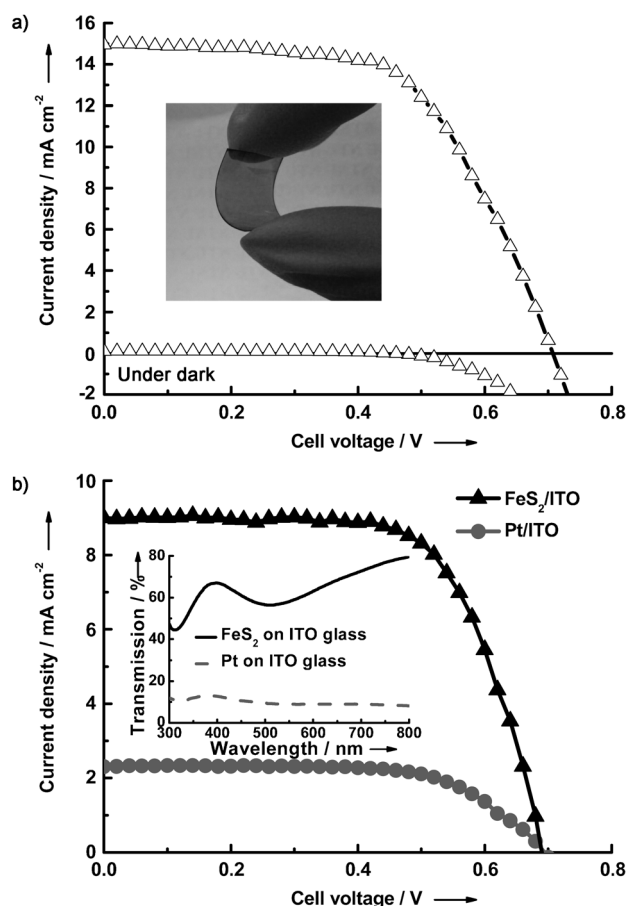 a)
16
14
12
10
8
6
4
2
0
-2
Current density / mA cm⁻²
Under dark
0.0 0.2 0.4 0.6 0.8
Cell voltage / V
b)
10
8
6
4
2
0
Current density / mA cm⁻²
FeS₂/ITO
Pt/ITO
80
60
40
20
0
Transmission / %
FeS₂ on ITO glass
Pt on ITO glass
300 400 500 600 700 800
Wavelength / nm
0.0 0.2 0.4 0.6 0.8
Cell voltage / V